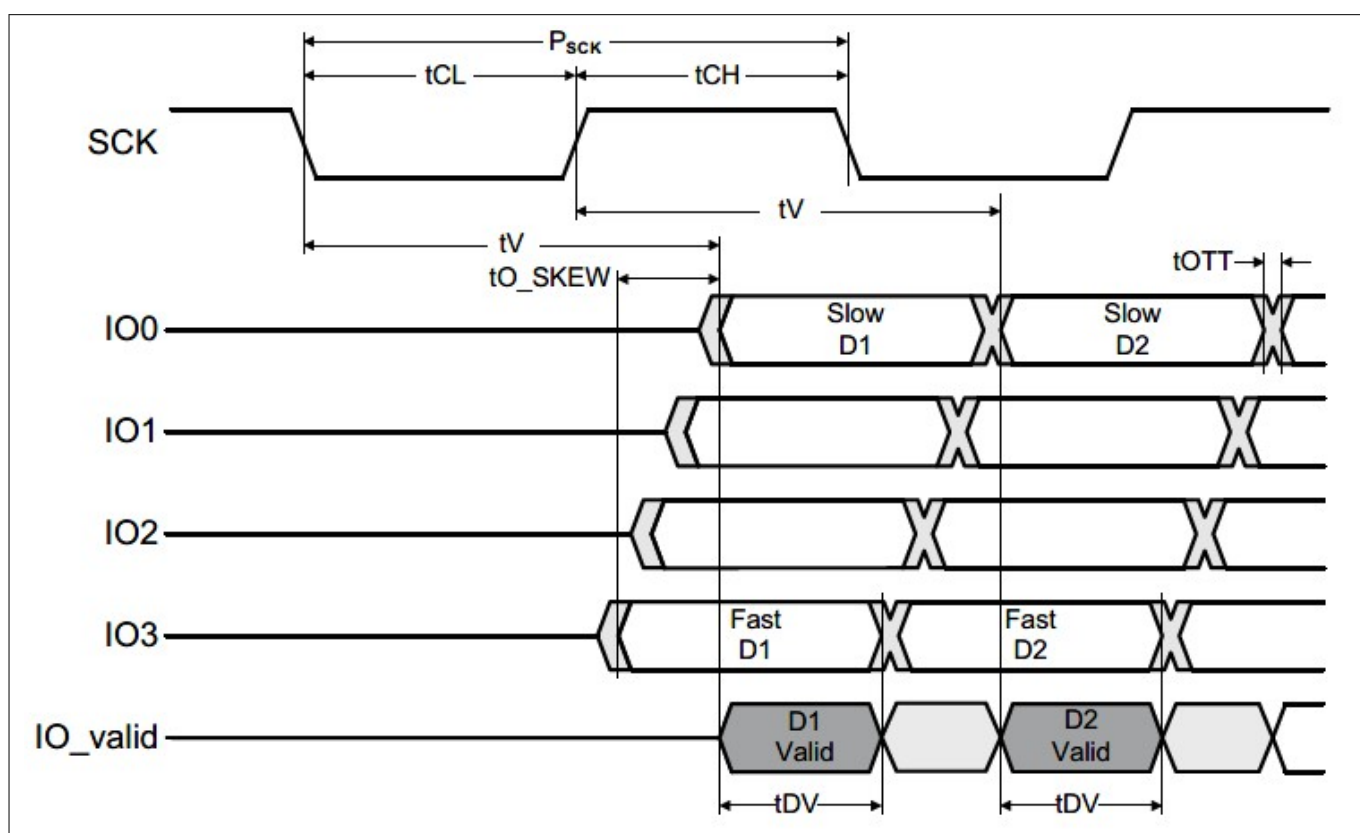 PSCK
tCL
tCH
SCK
tV
tV
tO_SKEW
tOTT
IO0
Slow
D1
Slow
D2
IO1
IO2
IO3
Fast
D1
Fast
D2
IO_valid
D1
Valid
D2
Valid
tDV
tDV